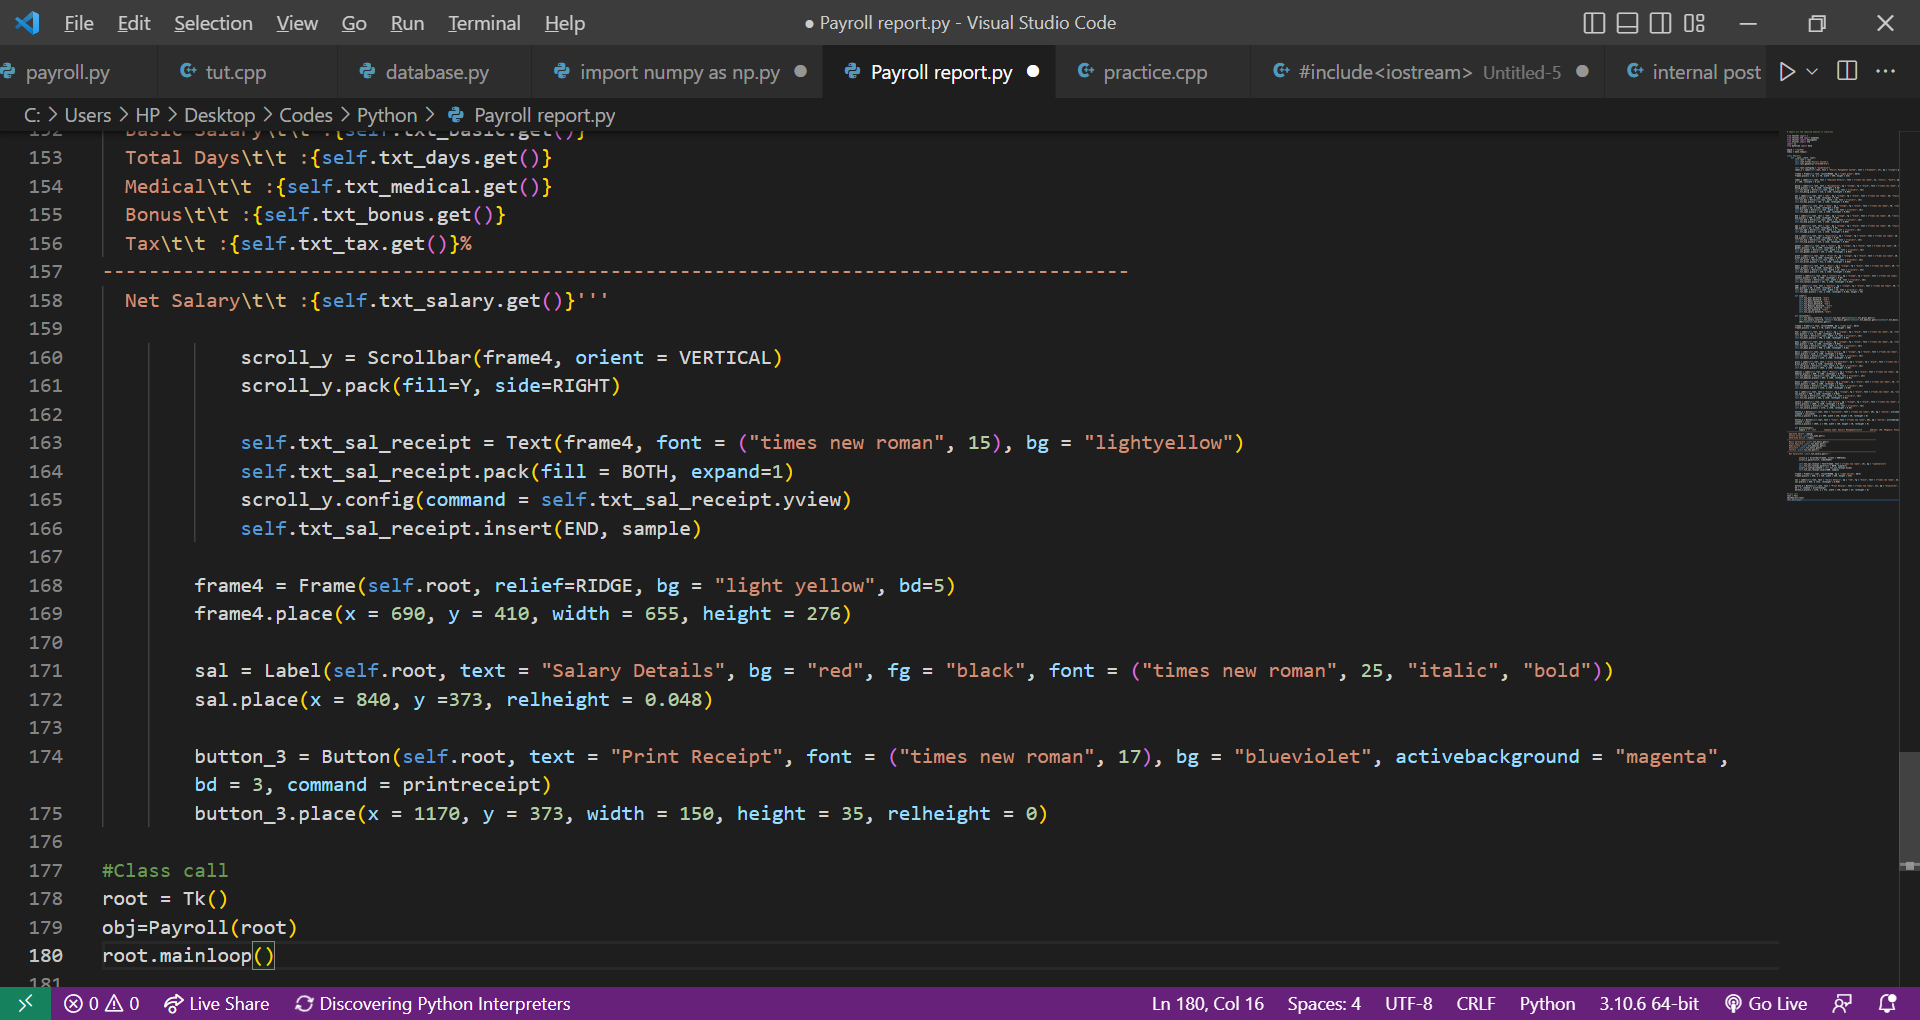 File Edit Selection View Go Run Terminal Help ● Payroll report.py - Visual Studio Code
payroll.py tut.cpp database.py import numpy as np.py ● Payroll report.py ● practice.cpp #include<iostream> Untitled-5 ● internal post
C: > Users > HP > Desktop > Codes > Python > Payroll report.py
152 Basic Salary\t\t :{self.txt_basic.get()}
153 Total Days\t\t :{self.txt_days.get()}
154 Medical\t\t :{self.txt_medical.get()}
155 Bonus\t\t :{self.txt_bonus.get()}
156 Tax\t\t :{self.txt_tax.get()}%
157 -----------------------------------------------------------------------------------------
158 Net Salary\t\t :{self.txt_salary.get()}'''
159
160 scroll_y = Scrollbar(frame4, orient = VERTICAL)
161 scroll_y.pack(fill=Y, side=RIGHT)
162
163 self.txt_sal_receipt = Text(frame4, font = ("times new roman", 15), bg = "lightyellow")
164 self.txt_sal_receipt.pack(fill = BOTH, expand=1)
165 scroll_y.config(command = self.txt_sal_receipt.yview)
166 self.txt_sal_receipt.insert(END, sample)
167
168 frame4 = Frame(self.root, relief=RIDGE, bg = "light yellow", bd=5)
169 frame4.place(x = 690, y = 410, width = 655, height = 276)
170
171 sal = Label(self.root, text = "Salary Details", bg = "red", fg = "black", font = ("times new roman", 25, "italic", "bold"))
172 sal.place(x = 840, y =373, relheight = 0.048)
173
174 button_3 = Button(self.root, text = "Print Receipt", font = ("times new roman", 17), bg = "blueviolet", activebackground = "magenta",
bd = 3, command = printreceipt)
175 button_3.place(x = 1170, y = 373, width = 150, height = 35, relheight = 0)
176
177 #Class call
178 root = Tk()
179 obj=Payroll(root)
180 root.mainloop()
181
0 0 Live Share Discovering Python Interpreters Ln 180, Col 16 Spaces: 4 UTF-8 CRLF Python 3.10.6 64-bit Go Live